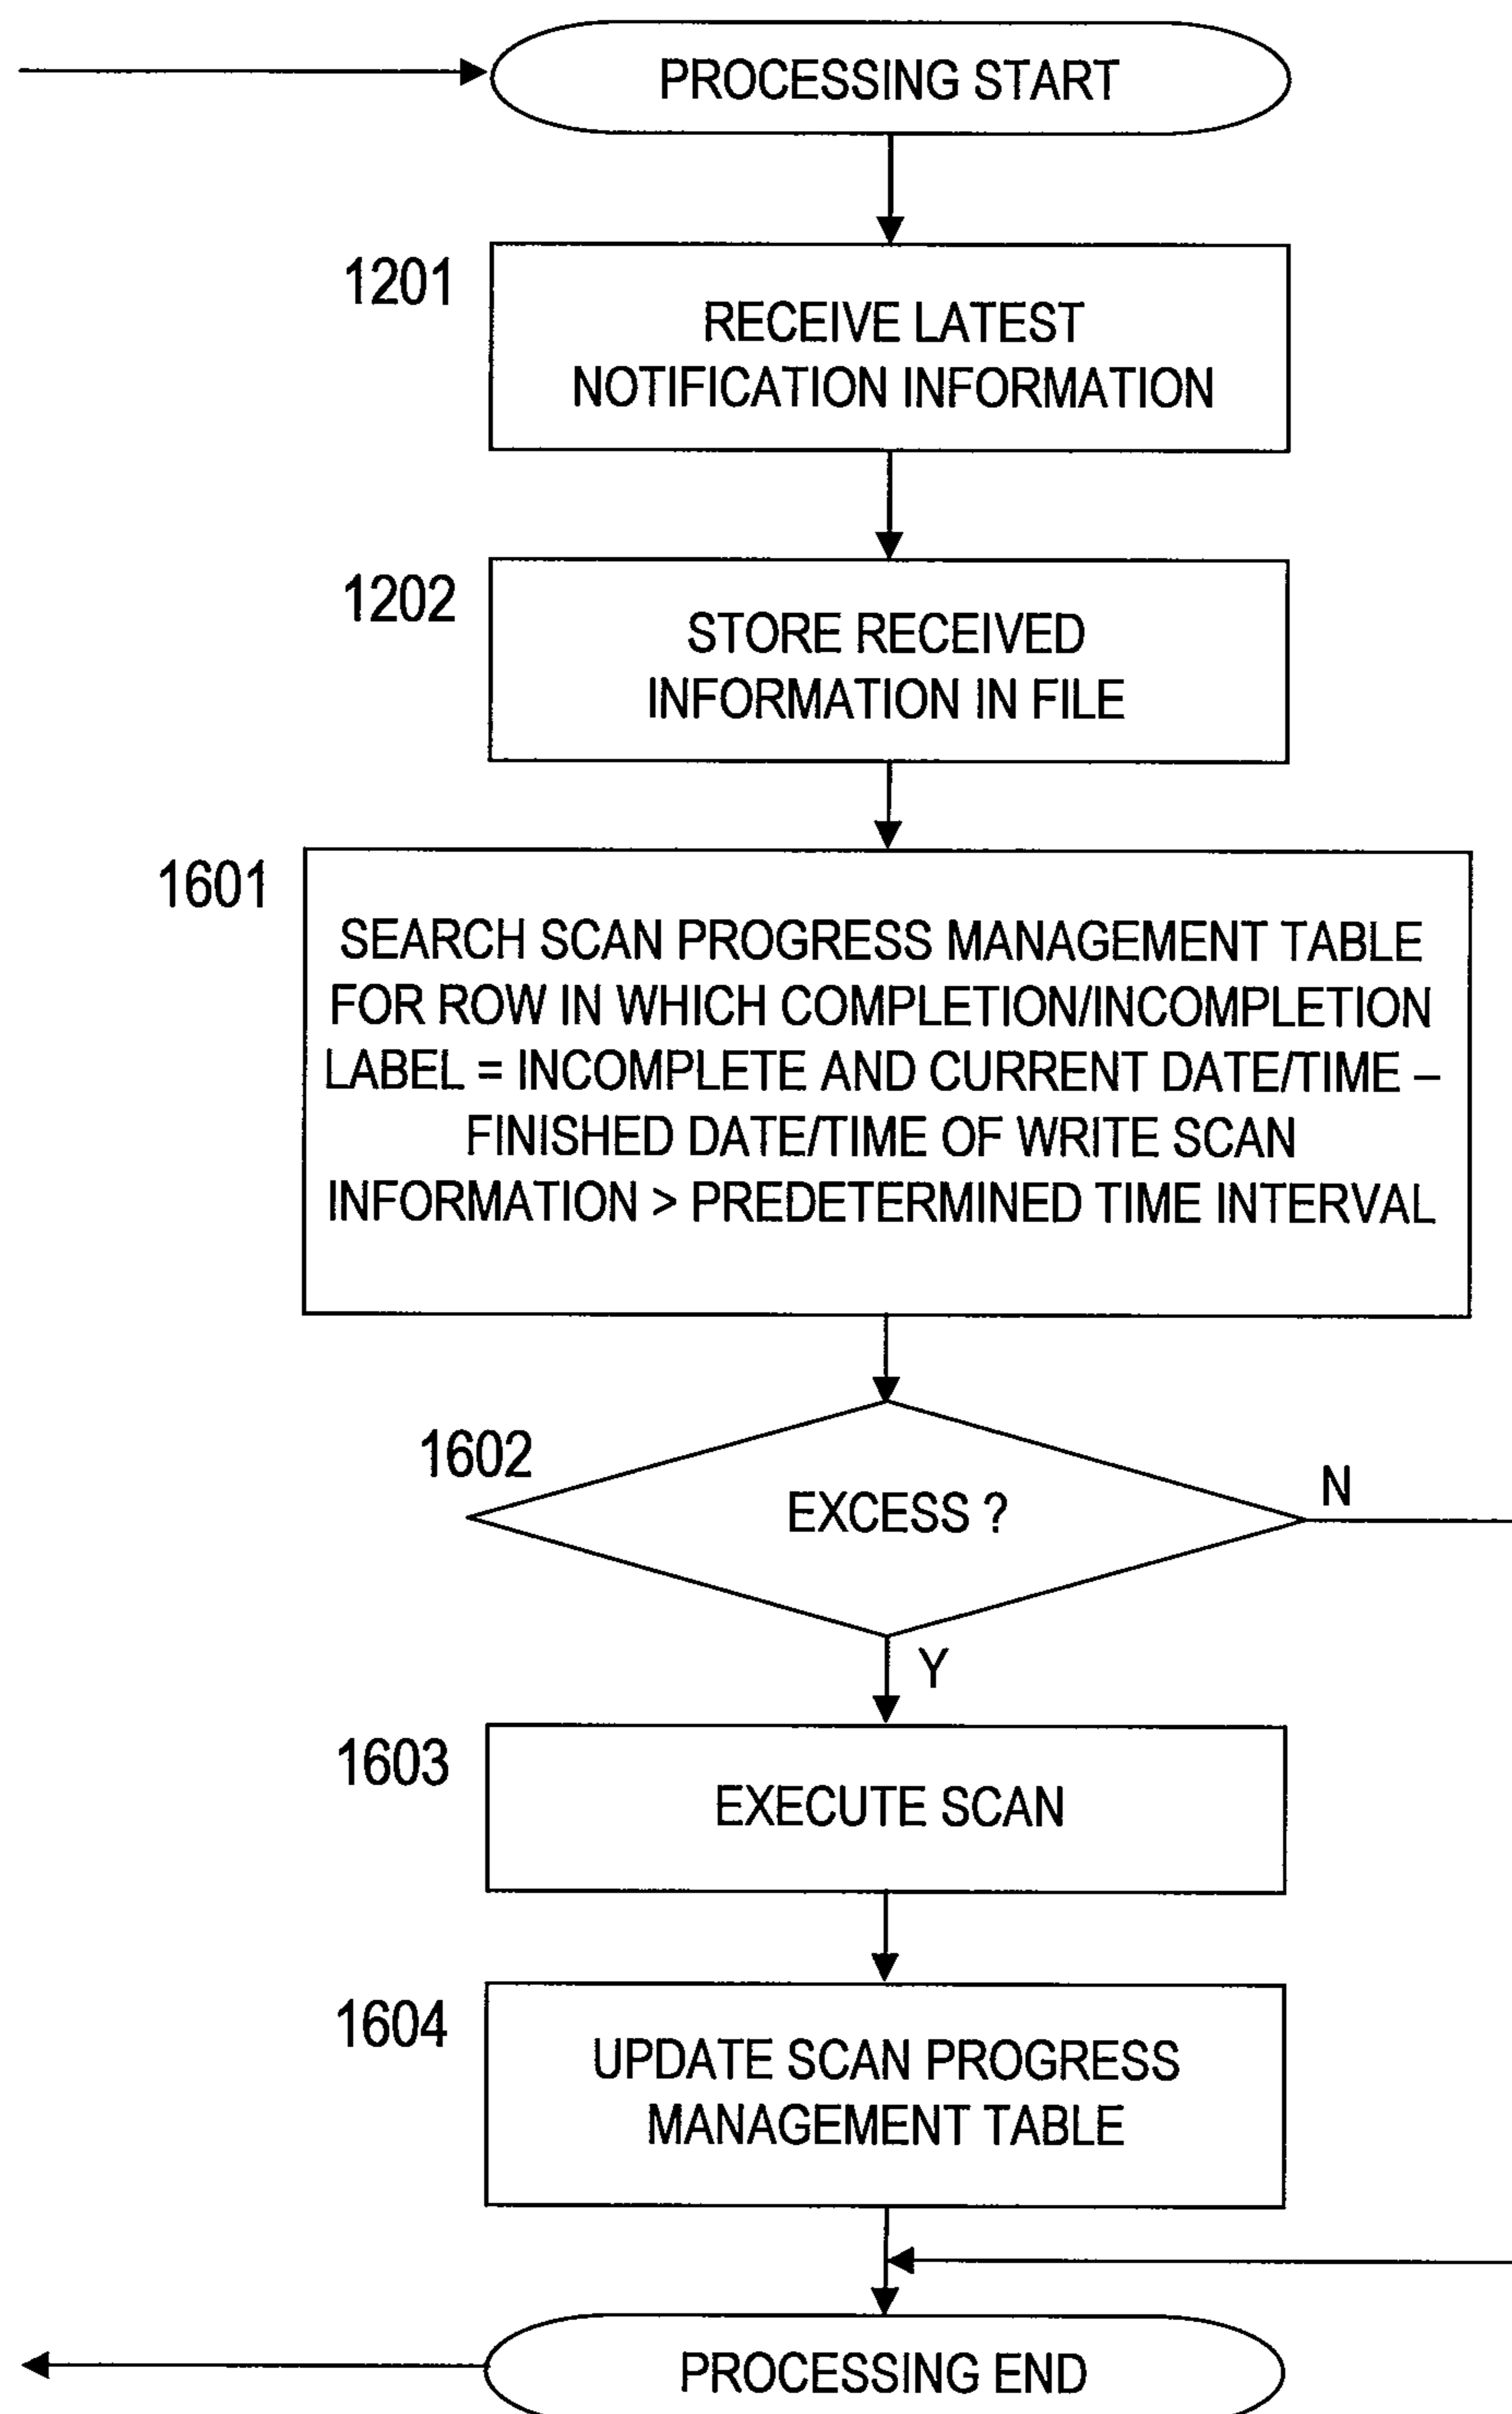 PROCESSING START
1201
RECEIVE LATEST
NOTIFICATION INFORMATION
1202
STORE RECEIVED
INFORMATION IN FILE
1601
SEARCH SCAN PROGRESS MANAGEMENT TABLE
FOR ROW IN WHICH COMPLETION/INCOMPLETION
LABEL = INCOMPLETE AND CURRENT DATE/TIME –
FINISHED DATE/TIME OF WRITE SCAN
INFORMATION > PREDETERMINED TIME INTERVAL
1602
EXCESS ?
N
Y
1603
EXECUTE SCAN
1604
UPDATE SCAN PROGRESS
MANAGEMENT TABLE
PROCESSING END